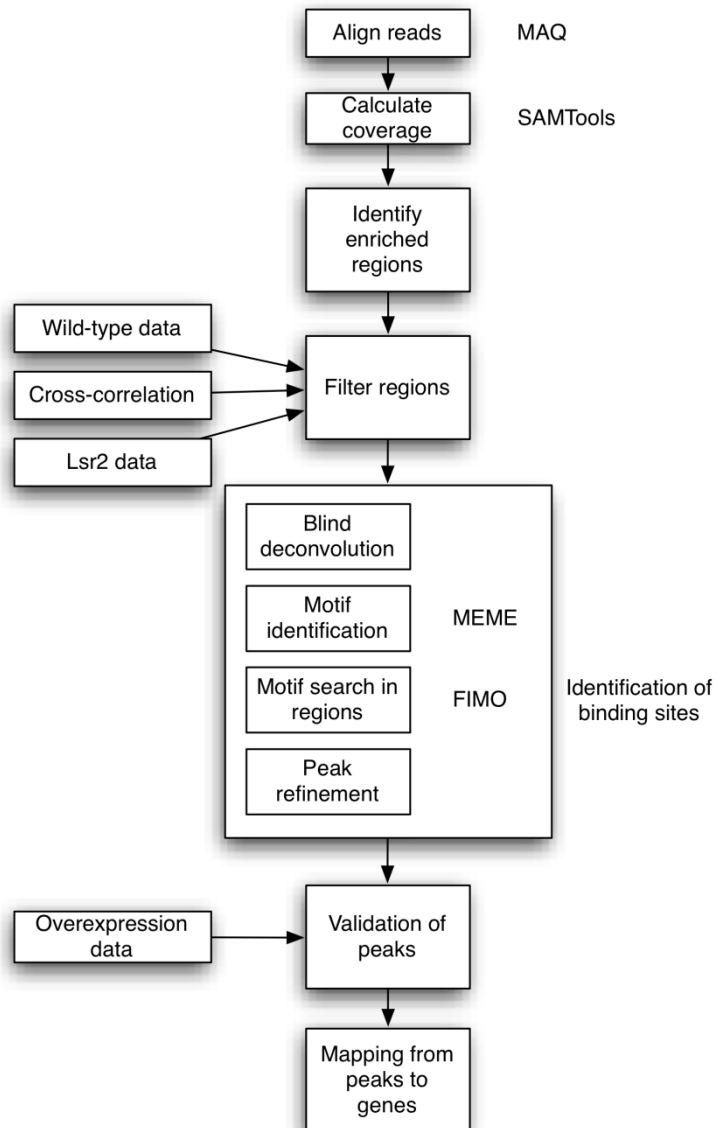 Align reads
MAQ
Calculate
coverage
SAMTools
Identify
enriched
regions
Wild-type data
Cross-correlation
Lsr2 data
Filter regions
Blind
deconvolution
Motif
identification
MEME
Motif search in
regions
FIMO
Peak
refinement
Identification of
binding sites
Overexpression
data
Validation of
peaks
Mapping from
peaks to
genes